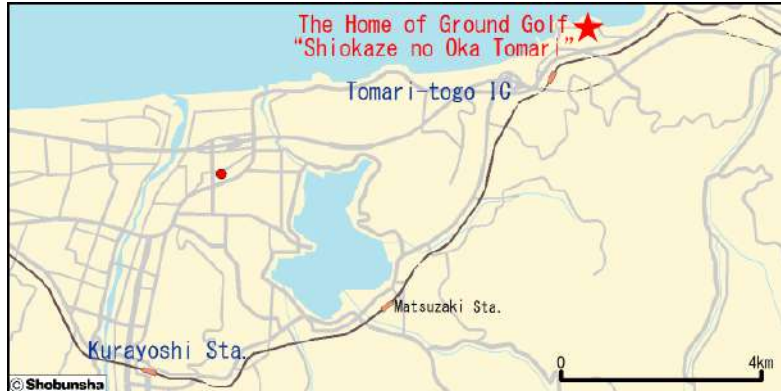 The Home of Ground Golf
“Shiokaze no Oka Tomari”
Tomari-togo IC
Matsuzaki Sta.
Kurayoshi Sta.
0 4km
© Shobunsha